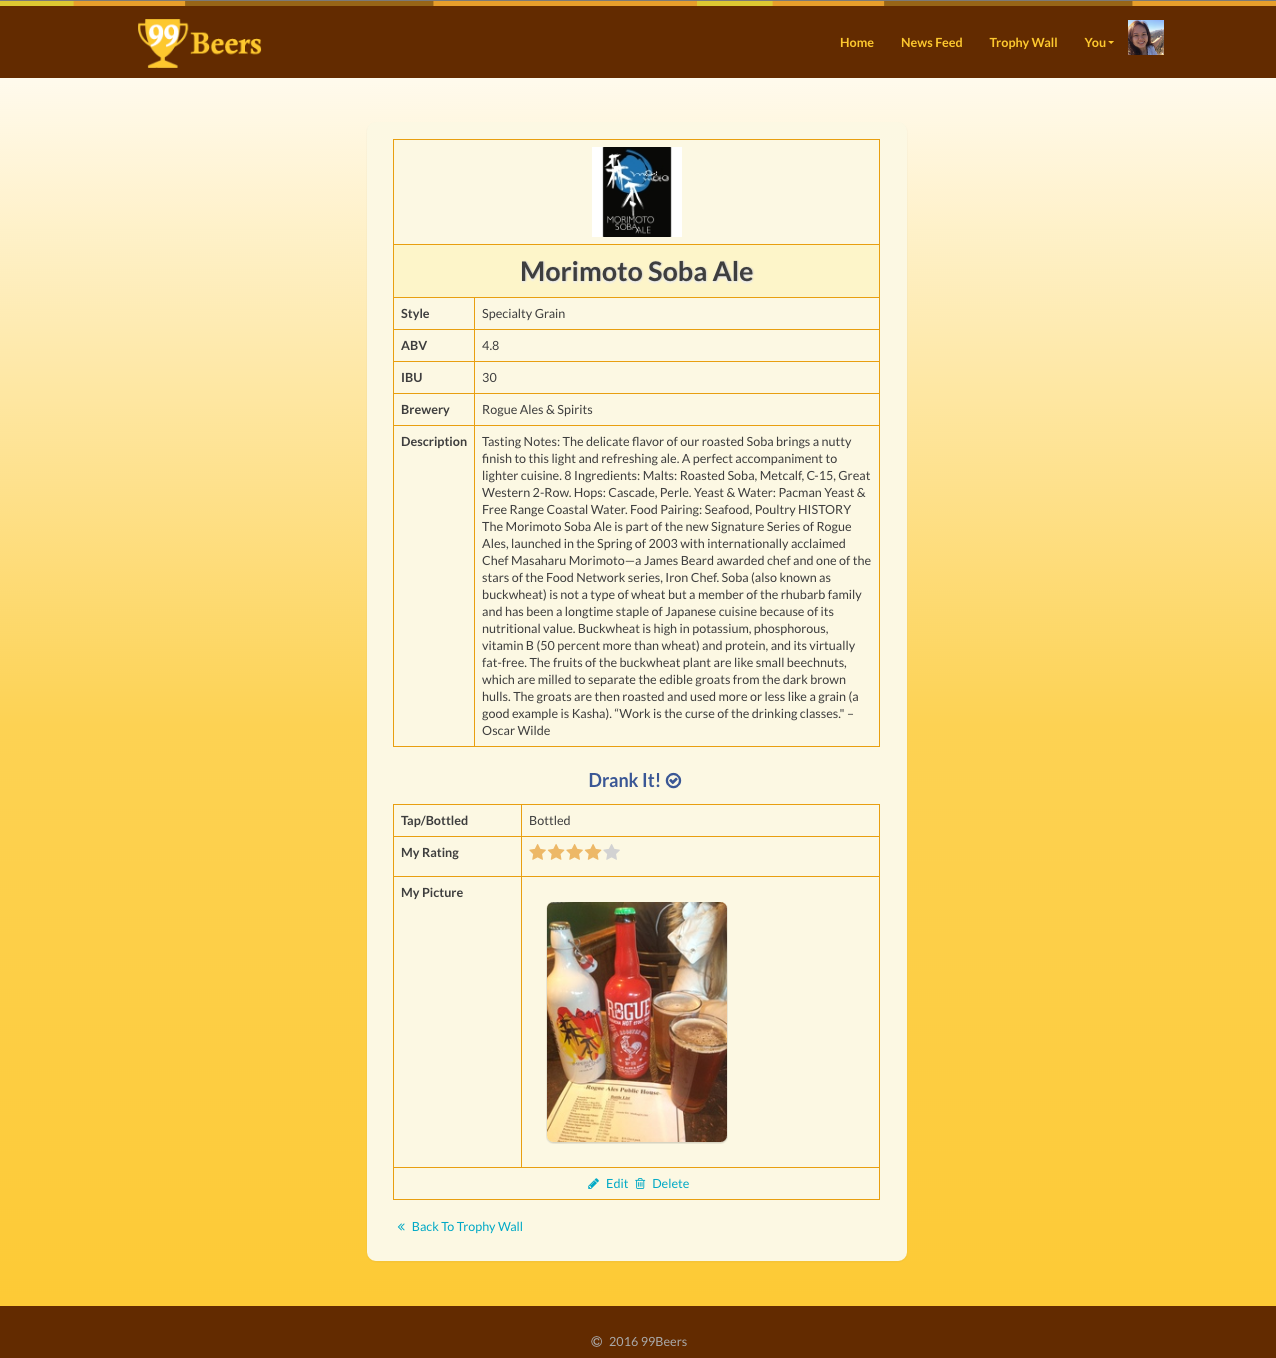 99 Beers
Home News Feed Trophy Wall You
MORIMOTO
SOBA ALE
Morimoto Soba Ale
Style Specialty Grain
ABV 4.8
IBU 30
Brewery Rogue Ales & Spirits
Description Tasting Notes: The delicate flavor of our roasted Soba brings a nutty
finish to this light and refreshing ale. A perfect accompaniment to
lighter cuisine. 8 Ingredients: Malts: Roasted Soba, Metcalf, C-15, Great
Western 2-Row. Hops: Cascade, Perle. Yeast & Water: Pacman Yeast &
Free Range Coastal Water. Food Pairing: Seafood, Poultry HISTORY
The Morimoto Soba Ale is part of the new Signature Series of Rogue
Ales, launched in the Spring of 2003 with internationally acclaimed
Chef Masaharu Morimoto—a James Beard awarded chef and one of the
stars of the Food Network series, Iron Chef. Soba (also known as
buckwheat) is not a type of wheat but a member of the rhubarb family
and has been a longtime staple of Japanese cuisine because of its
nutritional value. Buckwheat is high in potassium, phosphorous,
vitamin B (50 percent more than wheat) and protein, and its virtually
fat-free. The fruits of the buckwheat plant are like small beechnuts,
which are milled to separate the edible groats from the dark brown
hulls. The groats are then roasted and used more or less like a grain (a
good example is Kasha). “Work is the curse of the drinking classes." –
Oscar Wilde
Drank It!
Tap/Bottled Bottled
My Rating
My Picture
ROGUE
Rogue Ales Public House
Edit Delete
« Back To Trophy Wall
© 2016 99Beers